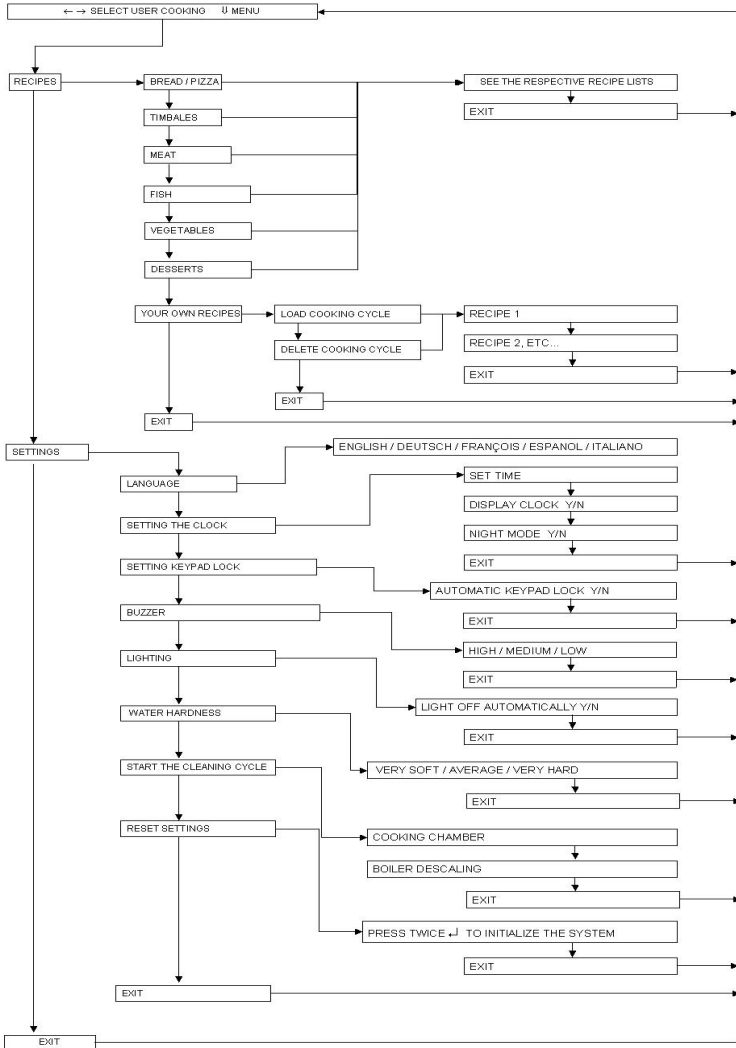 ← → SELECT USER COOKING ⇓ MENU
RECIPES
BREAD / PIZZA
SEE THE RESPECTIVE RECIPE LISTS
TIMBALES
EXIT
MEAT
FISH
VEGETABLES
DESSERTS
YOUR OWN RECIPES
LOAD COOKING CYCLE
RECIPE 1
DELETE COOKING CYCLE
RECIPE 2, ETC...
EXIT
EXIT
EXIT
SETTINGS
ENGLISH / DEUTSCH / FRANÇOIS / ESPANOL / ITALIANO
LANGUAGE
SET TIME
DISPLAY CLOCK Y/N
SETTING THE CLOCK
NIGHT MODE Y/N
EXIT
SETTING KEYPAD LOCK
AUTOMATIC KEYPAD LOCK Y/N
BUZZER
EXIT
HIGH / MEDIUM / LOW
LIGHTING
EXIT
WATER HARDNESS
LIGHT OFF AUTOMATICALLY Y/N
EXIT
START THE CLEANING CYCLE
VERY SOFT / AVERAGE / VERY HARD
EXIT
RESET SETTINGS
COOKING CHAMBER
BOILER DESCALING
EXIT
PRESS TWICE ↵ TO INITIALIZE THE SYSTEM
EXIT
EXIT
EXIT